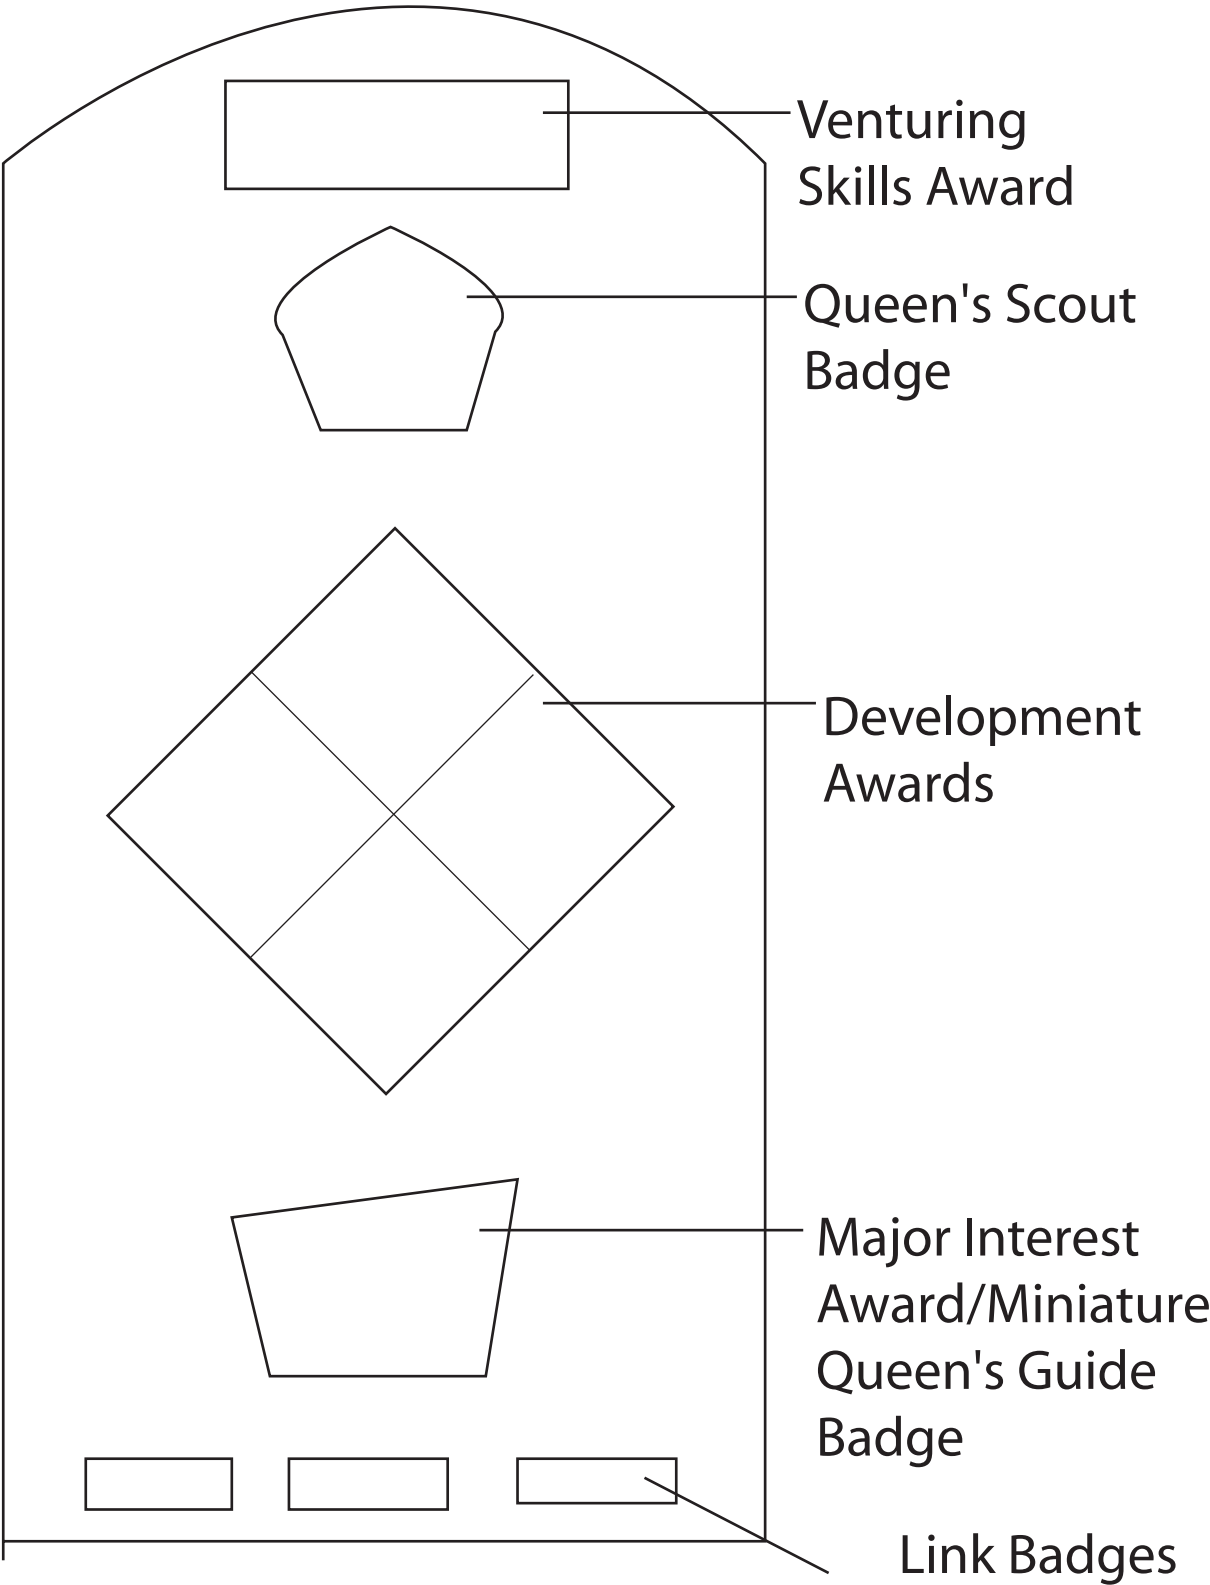 Venturing
Skills Award
Queen's Scout
Badge
Development
Awards
Major Interest
Award/Miniature
Queen's Guide
Badge
Link Badges